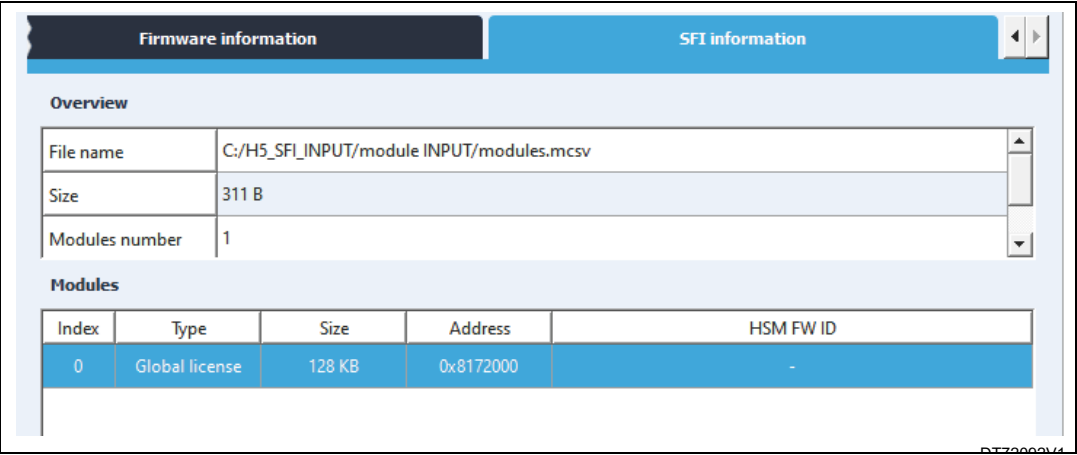 Firmware information SFI information
Overview
File name C:/H5_SFI_INPUT/module INPUT/modules.mcsv
Size 311 B
Modules number 1
Modules
Index Type Size Address HSM FW ID
0 Global license 128 KB 0x8172000 -